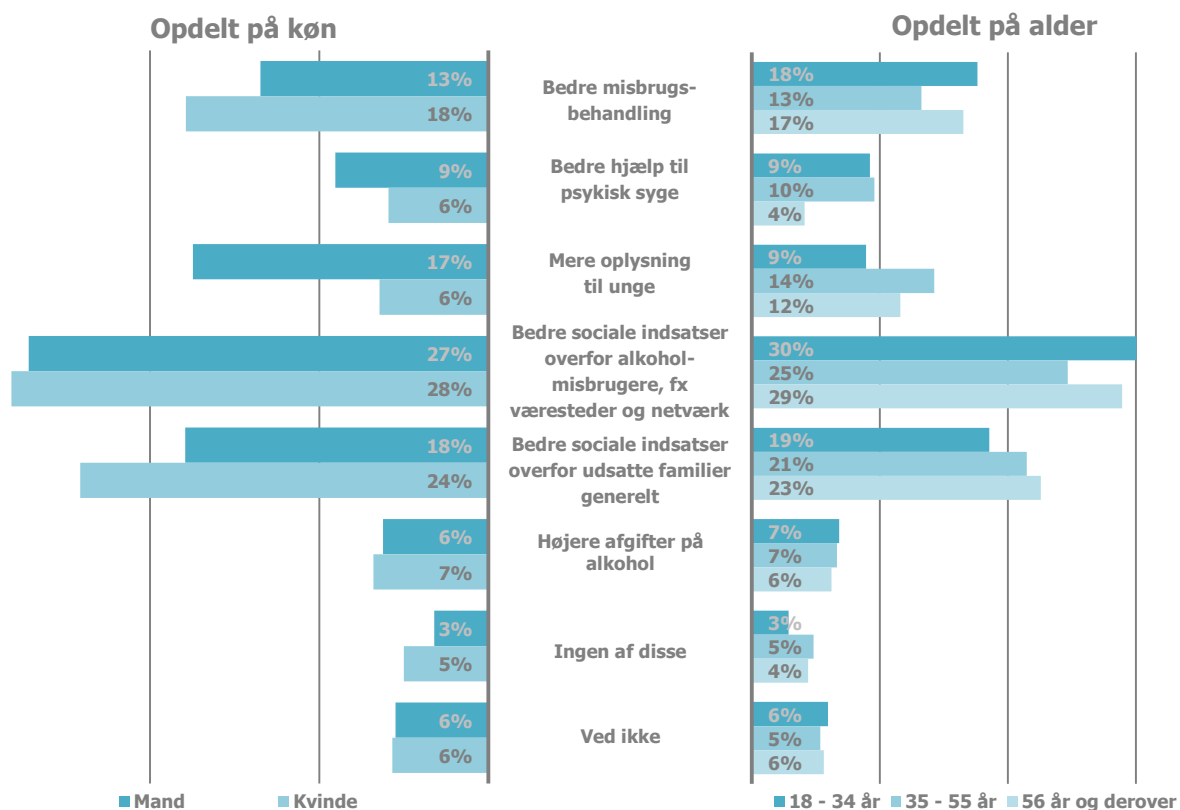 Opdelt på køn
Opdelt på alder
13%
18%
Bedre misbrugs-
behandling
18%
13%
17%
9%
6%
Bedre hjælp til
psykisk syge
9%
10%
4%
17%
6%
Mere oplysning
til unge
9%
14%
12%
27%
28%
Bedre sociale indsatser
overfor alkohol-
misbrugere, fx
væresteder og netværk
30%
25%
29%
18%
24%
Bedre sociale indsatser
overfor udsatte familier
generelt
19%
21%
23%
6%
7%
Højere afgifter på
alkohol
7%
7%
6%
3%
5%
Ingen af disse
3%
5%
4%
6%
6%
Ved ikke
6%
5%
6%
Mand
Kvinde
18 - 34 år
35 - 55 år
56 år og derover